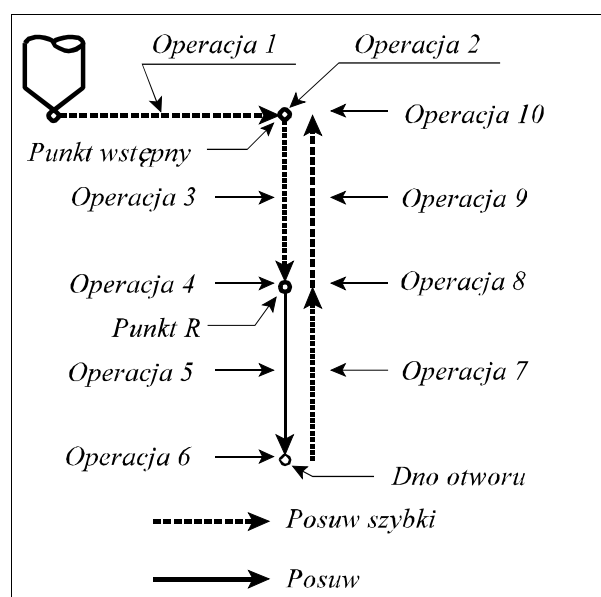 Operacja 1
Operacja 2
Operacja 10
Punkt wstępny
Operacja 3
Operacja 9
Operacja 4
Operacja 8
Punkt R
Operacja 5
Operacja 7
Operacja 6
Dno otworu
Posuw szybki
Posuw